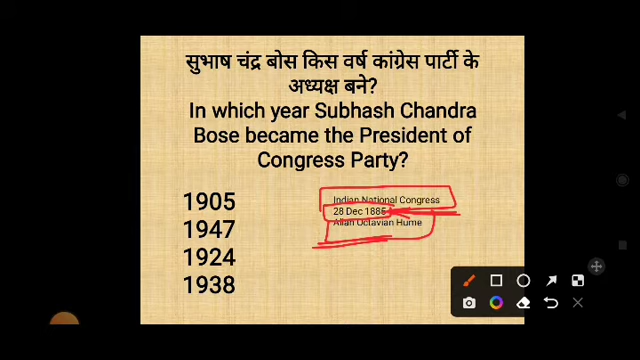 सुभाष चंद्र बोस किस वर्ष कांग्रेस पार्टी के
अध्यक्ष बने?
In which year Subhash Chandra
Bose became the President of
Congress Party?
1905
1947
1924
1938
Indian National Congress
28 Dec 1885
Allan Octavian Hume